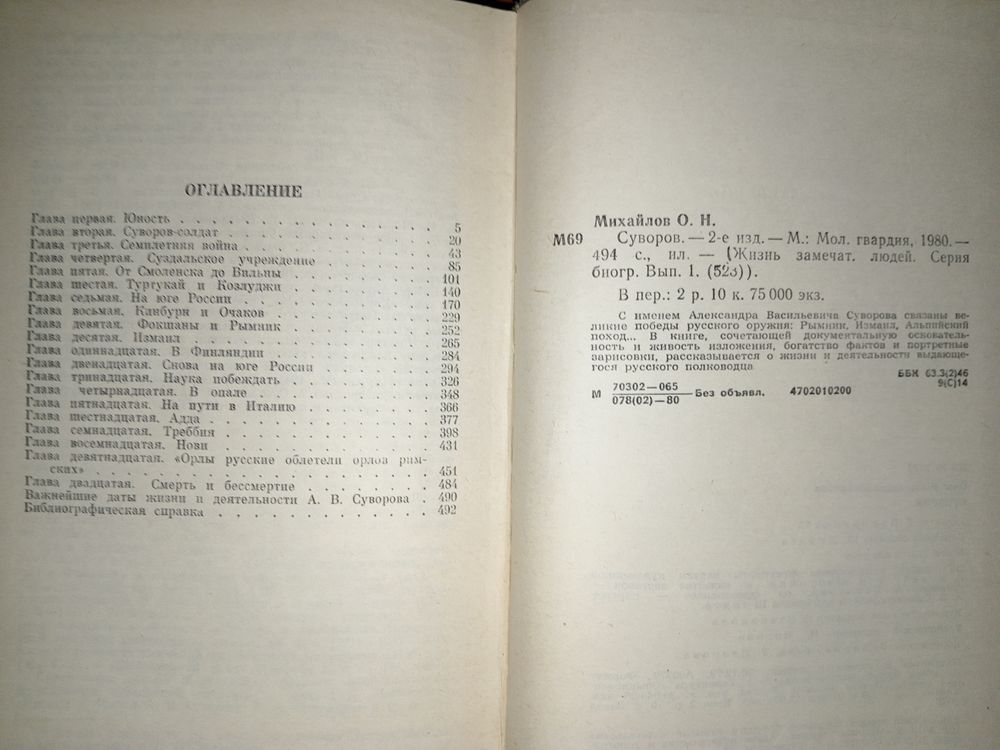 ОГЛАВЛЕНИЕ
Глава первая. Юность . . . . . . . . . . . . . . 5
Глава вторая. Суворов-солдат . . . . . . . . . . . . 20
Глава третья. Семилетняя война . . . . . . . . . . . 43
Глава четвертая. Суздальское учреждение . . . . . . . 85
Глава пятая. От Смоленска до Вильны . . . . . . . . 101
Глава шестая. Туртукай и Козлуджи . . . . . . . . . 140
Глава седьмая. На юге России . . . . . . . . . . . 170
Глава восьмая. Кинбурн и Очаков . . . . . . . . . . 229
Глава девятая. Фокшаны и Рымник . . . . . . . . . 252
Глава десятая. Измаил . . . . . . . . . . . . . . 265
Глава одиннадцатая. В Финляндии . . . . . . . . . 284
Глава двенадцатая. Снова на юге России . . . . . . . 294
Глава тринадцатая. Наука побеждать . . . . . . . . 326
Глава четырнадцатая. В опале . . . . . . . . . . . 348
Глава пятнадцатая. На пути в Италию . . . . . . . . 366
Глава шестнадцатая. Адда . . . . . . . . . . . . . 377
Глава семнадцатая. Треббия . . . . . . . . . . . . 398
Глава восемнадцатая. Нови . . . . . . . . . . . . 431
Глава девятнадцатая. «Орлы русские облетели орлов рим-
ских» . . . . . . . . . . . . . . . . . . 451
Глава двадцатая. Смерть и бессмертие . . . . . . . . 484
Важнейшие даты жизни и деятельности А. В. Суворова . 490
Библиографическая справка . . . . . . . . . . . . 492
Михайлов О. Н.
М69 Суворов. — 2-е изд. — М.: Мол. гвардия, 1980. —
494 с., ил. — (Жизнь замечат. людей. Серия
биогр. Вып. 1. (523)).
В пер.: 2 р. 10 к. 75 000 экз.
С именем Александра Васильевича Суворова связаны ве-
ликие победы русского оружия: Рымник, Измаил, Альпийский
поход... В книге, сочетающей документальную основатель-
ность и живость изложения, богатство фактов и портретные
зарисовки, рассказывается о жизни и деятельности выдающе-
гося русского полководца
ББК 63.3(2)46
9(С)14
М 70302—065
078(02)—80 —Без объявл. 4702010200